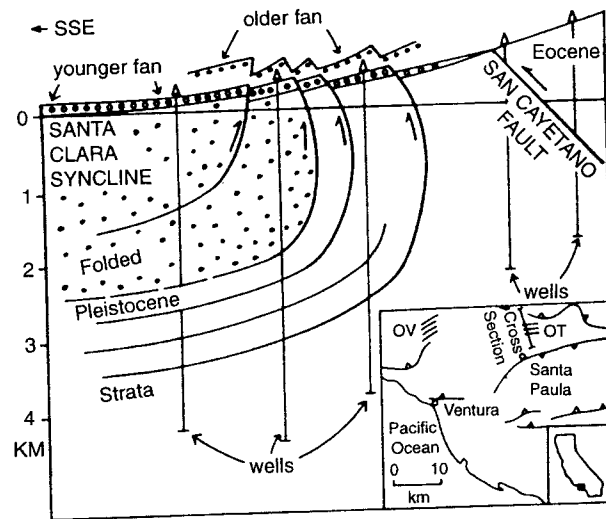 ← SSE
older fan
younger fan
Eocene
SAN CAYETANO
FAULT
0
SANTA
CLARA
SYNCLINE
1
Folded
2
Pleistocene
3
Strata
4
KM
wells
wells
OV
OT
Cross
Section
Santa
Paula
Ventura
Pacific
Ocean
0 10
km